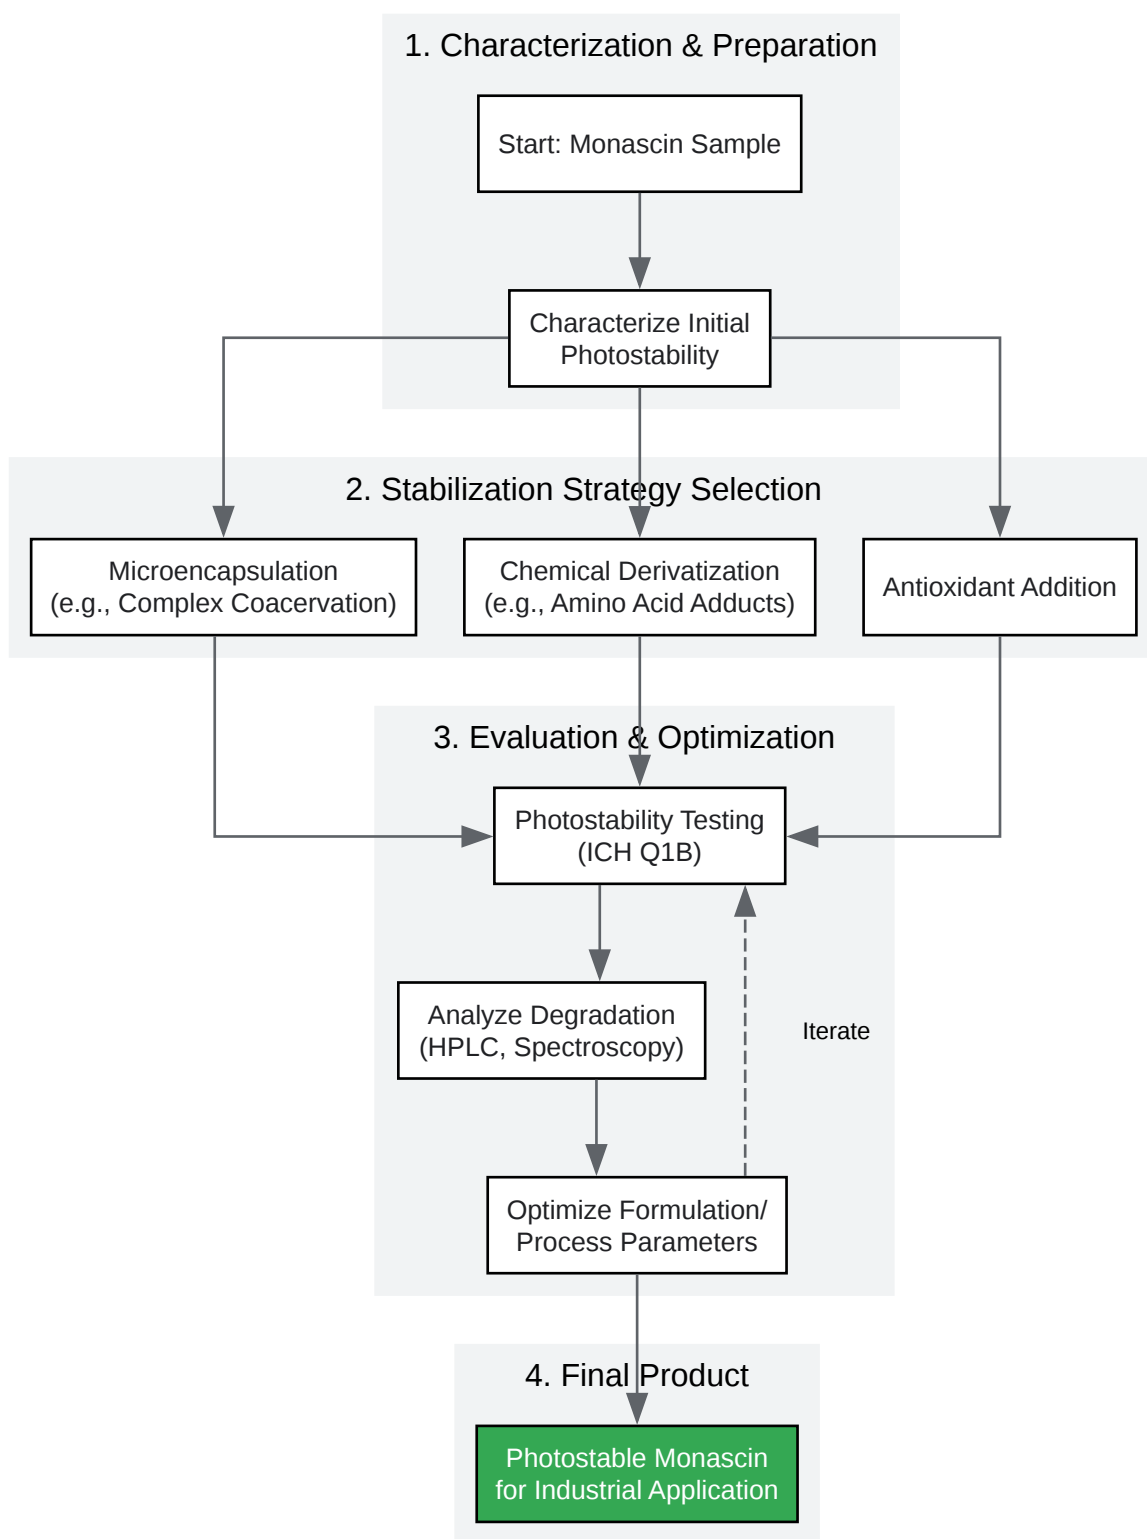 1. Characterization & Preparation
Start: Monascin Sample
Characterize Initial
Photostability
2. Stabilization Strategy Selection
Microencapsulation
(e.g., Complex Coacervation)
Chemical Derivatization
(e.g., Amino Acid Adducts)
Antioxidant Addition
3. Evaluation & Optimization
Photostability Testing
(ICH Q1B)
Analyze Degradation
(HPLC, Spectroscopy)
Iterate
Optimize Formulation/
Process Parameters
4. Final Product
Photostable Monascin
for Industrial Application